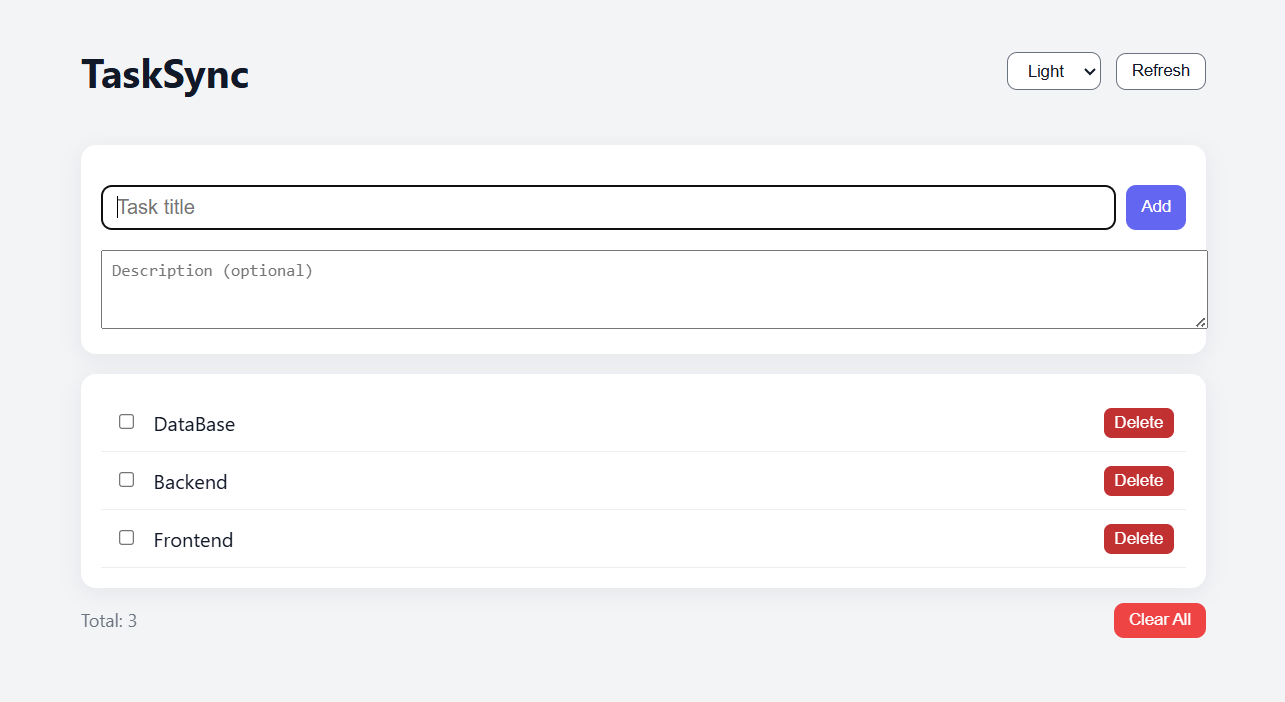 TaskSync
Light
Refresh
Task title
Add
Description (optional)
DataBase
Delete
Backend
Delete
Frontend
Delete
Total: 3
Clear All